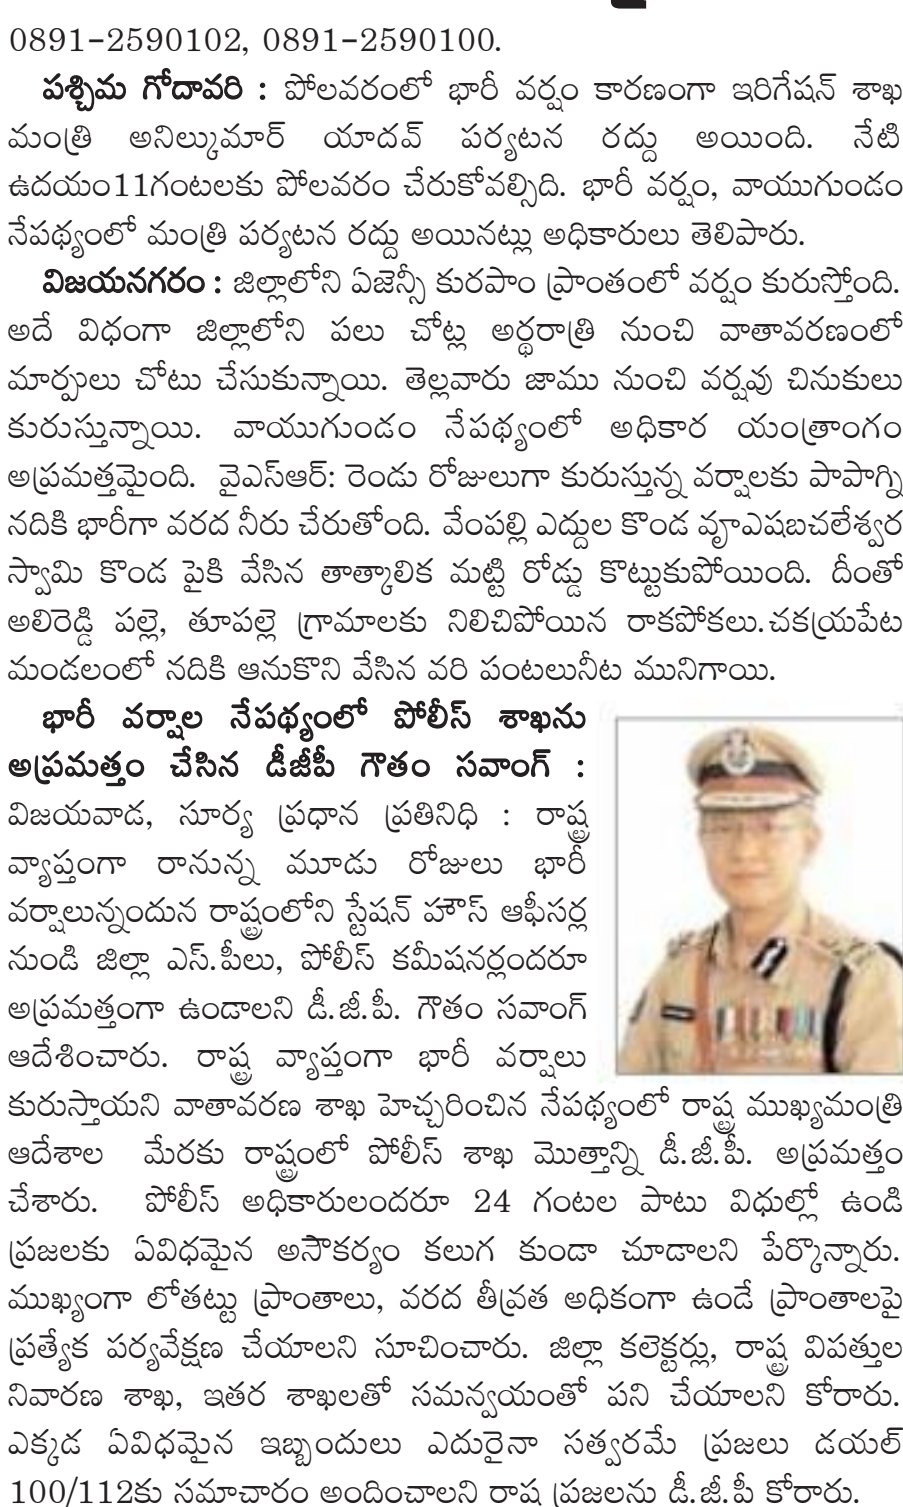 0891-2590102, 0891-2590100.
పశ్చిమ గోదావరి : పోలవరంలో భారీ వర్షం కారణంగా ఇరిగేషన్ శాఖ
మంత్రి అనిల్కుమార్ యాదవ్ పర్యటన రద్దు అయింది. నేటి
ఉదయం11గంటలకు పోలవరం చేరుకోవల్సిది. భారీ వర్షం, వాయుగుండం
నేపథ్యంలో మంత్రి పర్యటన రద్దు అయినట్లు అధికారులు తెలిపారు.
విజయనగరం : జిల్లాలోని ఏజెన్సీ కురపాం ప్రాంతంలో వర్షం కురుస్తోంది.
అదే విధంగా జిల్లాలోని పలు చోట్ల అర్ధరాత్రి నుంచి వాతావరణంలో
మార్పులు చోటు చేసుకున్నాయి. తెల్లవారు జాము నుంచి వర్షపు చినుకులు
కురుస్తున్నాయి. వాయుగుండం నేపథ్యంలో అధికార యంత్రాంగం
అప్రమత్తమైంది. వైఎస్ఆర్: రెండు రోజులుగా కురుస్తున్న వర్షాలకు పాపాగ్ని
నదికి భారీగా వరద నీరు చేరుతోంది. వేంపల్లి ఎద్దుల కొండ వృాఎషబచలేశ్వర
స్వామి కొండ పైకి వేసిన తాత్కాలిక మట్టి రోడ్డు కొట్టుకుపోయింది. దీంతో
అలిరెడ్డి పల్లె, తూపల్లె గ్రామాలకు నిలిచిపోయిన రాకపోకలు.చక్రయపేట
మండలంలో నదికి ఆనుకొని వేసిన వరి పంటలునీట మునిగాయి.
భారీ వర్షాల నేపథ్యంలో పోలీస్ శాఖను
అప్రమత్తం చేసిన డీజీపీ గౌతం సవాంగ్ :
విజయవాడ, సూర్య ప్రధాన ప్రతినిధి : రాష్ట్ర
వ్యాప్తంగా రానున్న మూడు రోజులు భారీ
వర్షాలున్నందున రాష్ట్రంలోని స్టేషన్ హౌస్ ఆఫీసర్ల
నుండి జిల్లా ఎస్.పీలు, పోలీస్ కమీషనర్లందరూ
అప్రమత్తంగా ఉండాలని డీ.జీ.పీ. గౌతం సవాంగ్
ఆదేశించారు. రాష్ట్ర వ్యాప్తంగా భారీ వర్షాలు
కురుస్తాయని వాతావరణ శాఖ హెచ్చరించిన నేపథ్యంలో రాష్ట్ర ముఖ్యమంత్రి
ఆదేశాల మేరకు రాష్ట్రంలో పోలీస్ శాఖ మొత్తాన్ని డీ.జీ.పీ. అప్రమత్తం
చేశారు. పోలీస్ అధికారులందరూ 24 గంటల పాటు విధుల్లో ఉండి
ప్రజలకు ఏవిధమైన అసౌకర్యం కలుగ కుండా చూడాలని పేర్కొన్నారు.
ముఖ్యంగా లోతట్టు ప్రాంతాలు, వరద తీవ్రత అధికంగా ఉండే ప్రాంతాలపై
ప్రత్యేక పర్యవేక్షణ చేయాలని సూచించారు. జిల్లా కలెక్టర్లు, రాష్ట్ర విపత్తుల
నివారణ శాఖ, ఇతర శాఖలతో సమన్వయంతో పని చేయాలని కోరారు.
ఎక్కడ ఏవిధమైన ఇబ్బందులు ఎదురైనా సత్వరమే ప్రజలు డయల్
100/112కు సమాచారం అందించాలని రాష్ట్ర ప్రజలను డీ.జీ.పీ కోరారు.